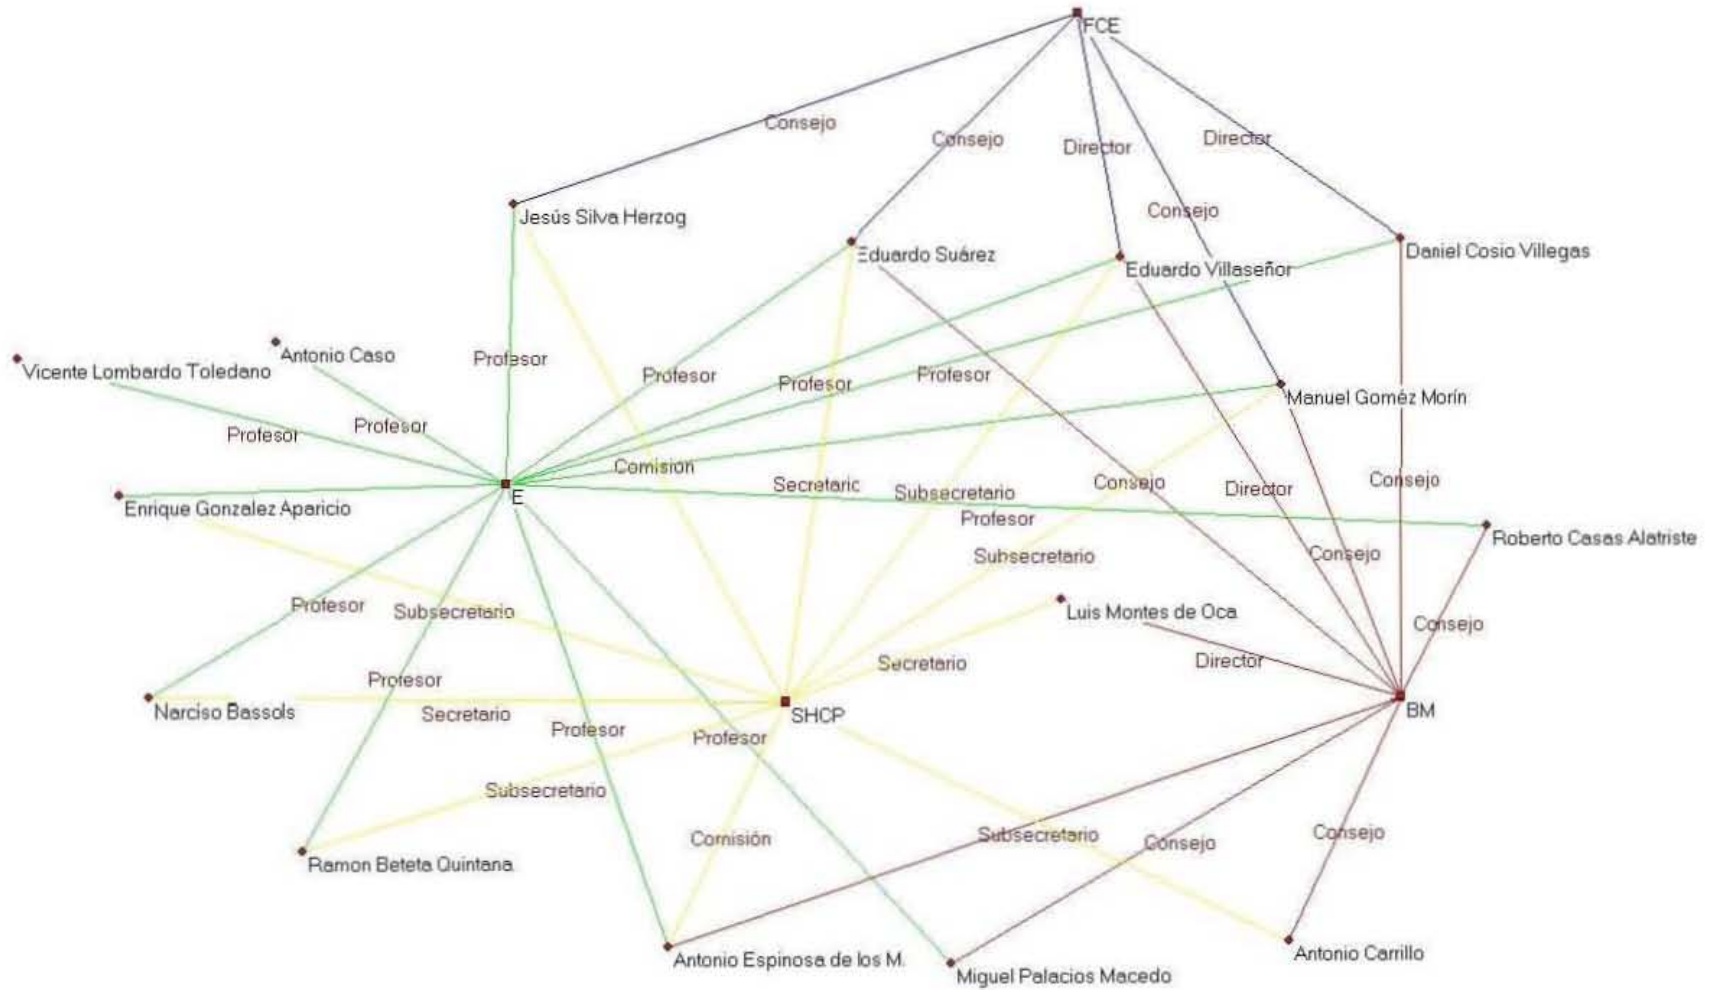 FCE
Consejo
Consejo
Director
Director
Consejo
Jesús Silva Herzog
Eduardo Suárez
Eduardo Villaseñor
Daniel Cosio Villegas
Antonio Caso
Vicente Lombardo Toledano
Profesor
Profesor
Profesor
Profesor
Manuel Goméz Morín
Profesor
Profesor
Comisión
Secretaric
Subsecretario
Consejo
Director
Consejo
E
Enrique Gonzalez Aparicio
Profesor
Roberto Casas Alatriste
Subsecretario
Consejo
Profesor
Subsecretario
Luis Montes de Oca
Consejo
Secretario
Director
Profesor
Narciso Bassols
Secretario
SHCP
BM
Profesor
Profesor
Subsecretario
Comisión
Subsecretario
Consejo
Consejo
Ramon Beteta Quintana
Antonio Espinosa de los M.
Miguel Palacios Macedo
Antonio Carrillo